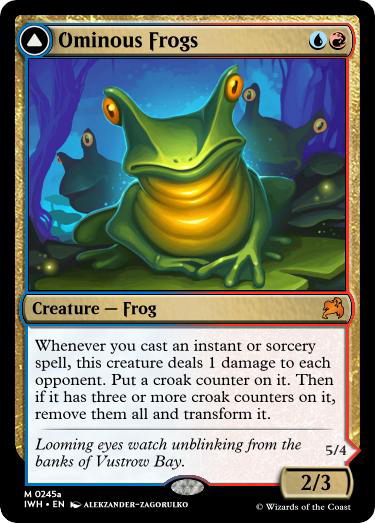 Ominous Frogs
Creature — Frog
Whenever you cast an instant or sorcery
spell, this creature deals 1 damage to each
opponent. Put a croak counter on it. Then
if it has three or more croak counters on it,
remove them all and transform it.
Looming eyes watch unblinking from the
banks of Vustrow Bay.
5/4
2/3
M 0245a
IWH • EN ALEKZANDER-ZAGORULKO
© Wizards of the Coast